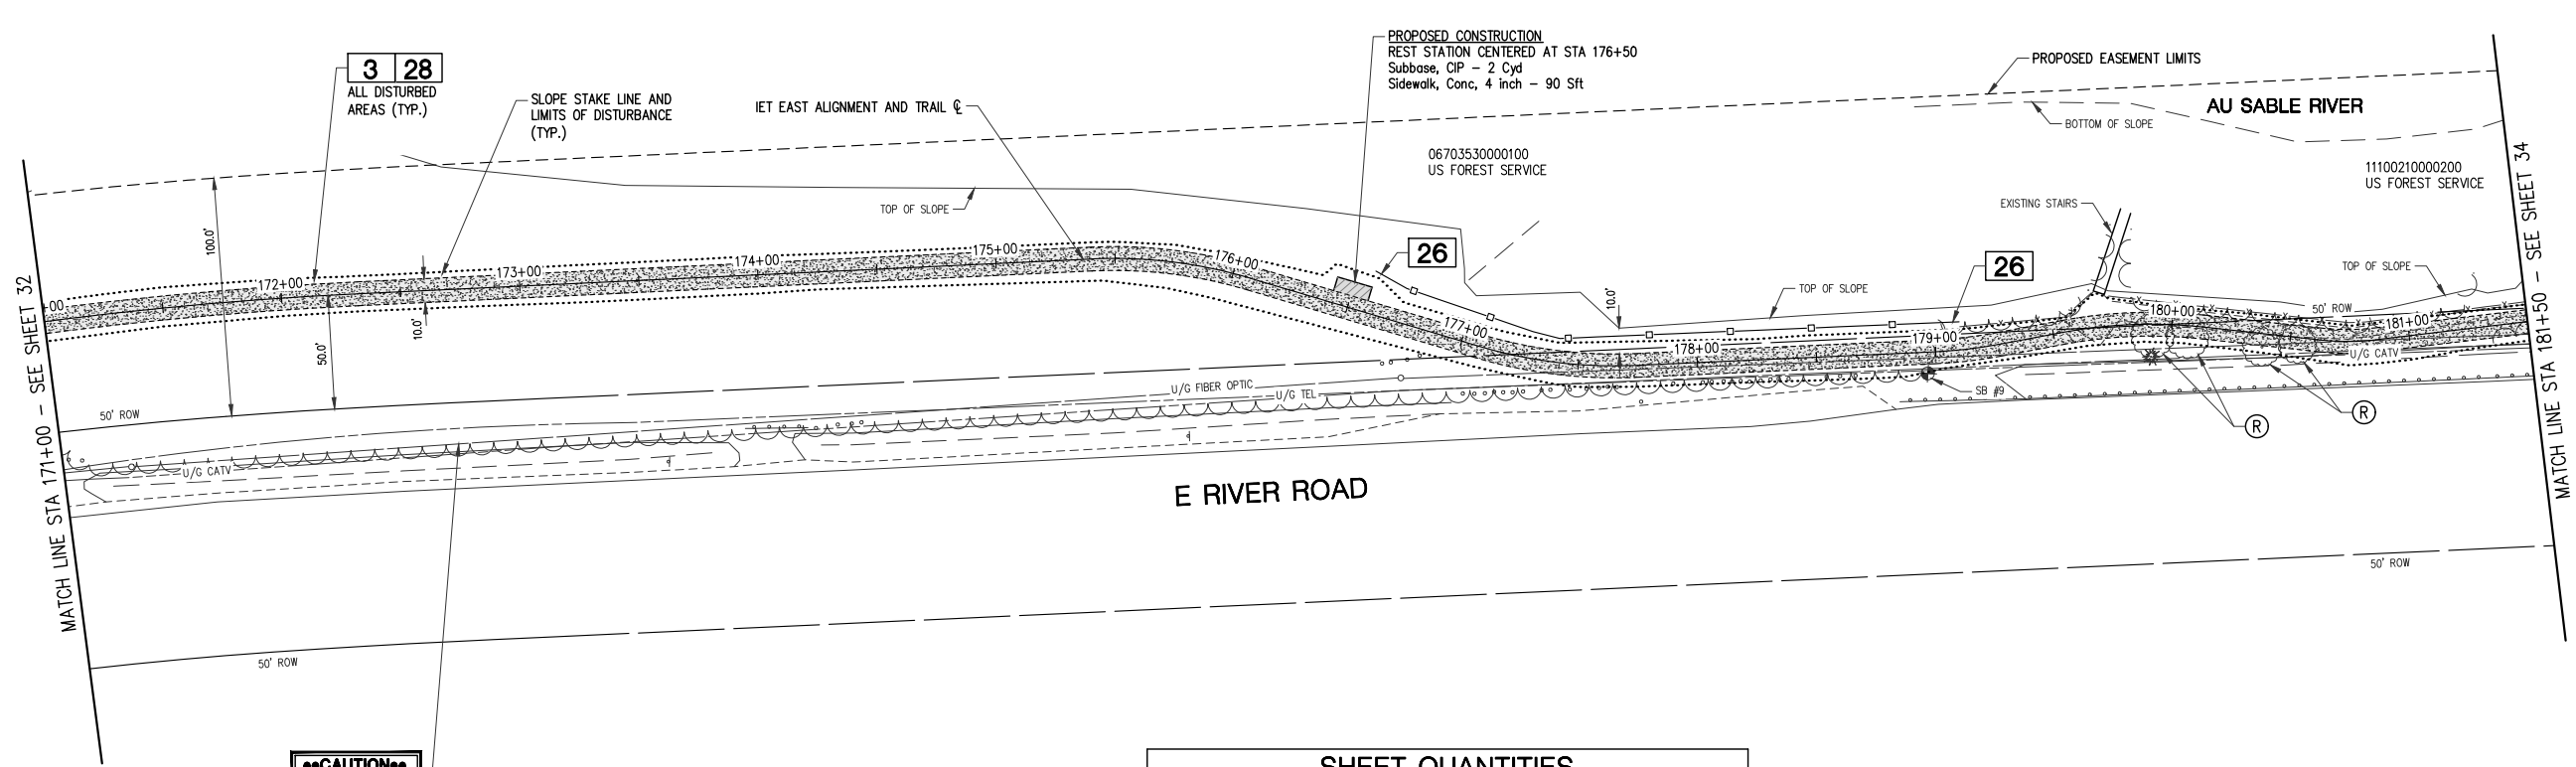 PROPOSED CONSTRUCTION
REST STATION CENTERED AT STA 176+50
Subbase, CIP - 2 Cyd
Sidewalk, Conc, 4 inch - 90 Sft
PROPOSED EASEMENT LIMITS
3 28
ALL DISTURBED
AREAS (TYP.)
SLOPE STAKE LINE AND
LIMITS OF DISTURBANCE
(TYP.)
IET EAST ALIGNMENT AND TRAIL ℄
AU SABLE RIVER
BOTTOM OF SLOPE
06703530000100
US FOREST SERVICE
11100210000200
US FOREST SERVICE
TOP OF SLOPE
EXISTING STAIRS
100.0'
26
26
TOP OF SLOPE
TOP OF SLOPE
+00
172+00
173+00
174+00
175+00
176+00
177+00
178+00
179+00
180+00
181+00
50.0'
10.0'
10.0'
50' ROW
U/G CATV
50' ROW
U/G FIBER OPTIC
U/G TEL
SB #9
R
R
U/G CATV
E RIVER ROAD
50' ROW
50' ROW
MATCH LINE STA 171+00 - SEE SHEET 32
MATCH LINE STA 181+50 - SEE SHEET 34
**CAUTION**
SHEET QUANTITIES